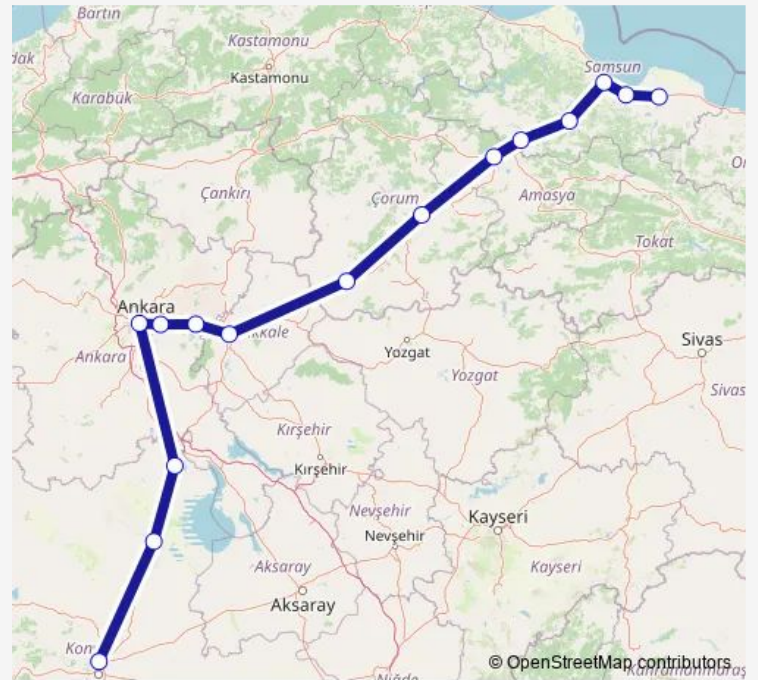 Bartın
Kastamonu
dak
Kastamonu
Samsun
Karabük
Çankırı
Çorum
Amasya
Tokat
Ankara
kkale
Sivas
Ankara
Yozgat
Yozgat
Sivas
Kırşehir
Kırşehir
Nevşehir
Kayseri
Nevşehir
Aksaray
Kayseri
Aksaray
Kon
© OpenStreetMap contributors